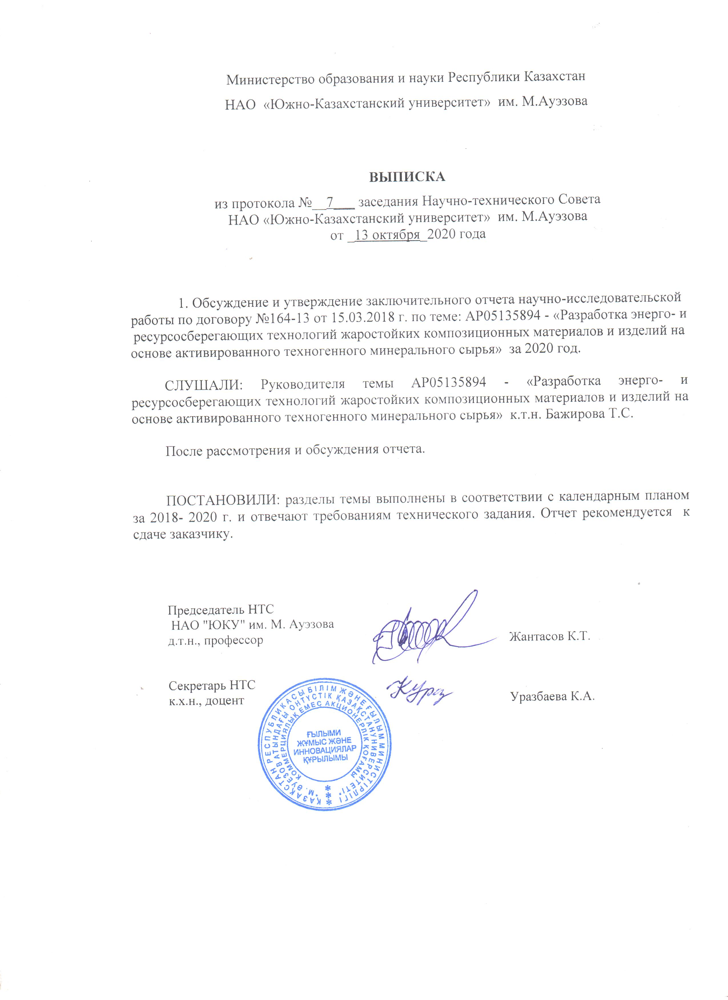 Министерство образования и науки Республики Казахстан
НАО «Южно-Казахстанский университет» им. М.Ауэзова
ВЫПИСКА
из протокола №__7___ заседания Научно-технического Совета
НАО «Южно-Казахстанский университет» им. М.Ауэзова
от _13 октября_2020 года
1. Обсуждение и утверждение заключительного отчета научно-исследовательской
работы по договору №164-13 от 15.03.2018 г. по теме: АР05135894 - «Разработка энерго- и
ресурсосберегающих технологий жаростойких композиционных материалов и изделий на
основе активированного техногенного минерального сырья» за 2020 год.
СЛУШАЛИ: Руководителя темы АР05135894 - «Разработка энерго- и
ресурсосберегающих технологий жаростойких композиционных материалов и изделий на
основе активированного техногенного минерального сырья» к.т.н. Бажирова Т.С.
После рассмотрения и обсуждения отчета.
ПОСТАНОВИЛИ: разделы темы выполнены в соответствии с календарным планом
за 2018- 2020 г. и отвечают требованиям технического задания. Отчет рекомендуется к
сдаче заказчику.
Председатель НТС
НАО "ЮКУ" им. М. Ауэзова
д.т.н., профессор
Жантасов К.Т.
Секретарь НТС
к.х.н., доцент
Уразбаева К.А.
ҚАЗАҚСТАН РЕСПУБЛИКАСЫ БІЛІМ ЖӘНЕ ҒЫЛЫМ МИНИСТІРЛІГІ
"М. ӘУЕЗОВ АТЫНДАҒЫ ОНТҮСТІК ҚАЗАҚСТАН УНИВЕРСИТЕТІ"
КОММЕРЦИЯЛЫҚ ЕМЕС АКЦИОНЕРЛІК ҚОҒАМЫ
ҒЫЛЫМИ
ЖҰМЫС ЖӘНЕ
ИННОВАЦИЯЛАР
ҚҰРЫЛЫМЫ